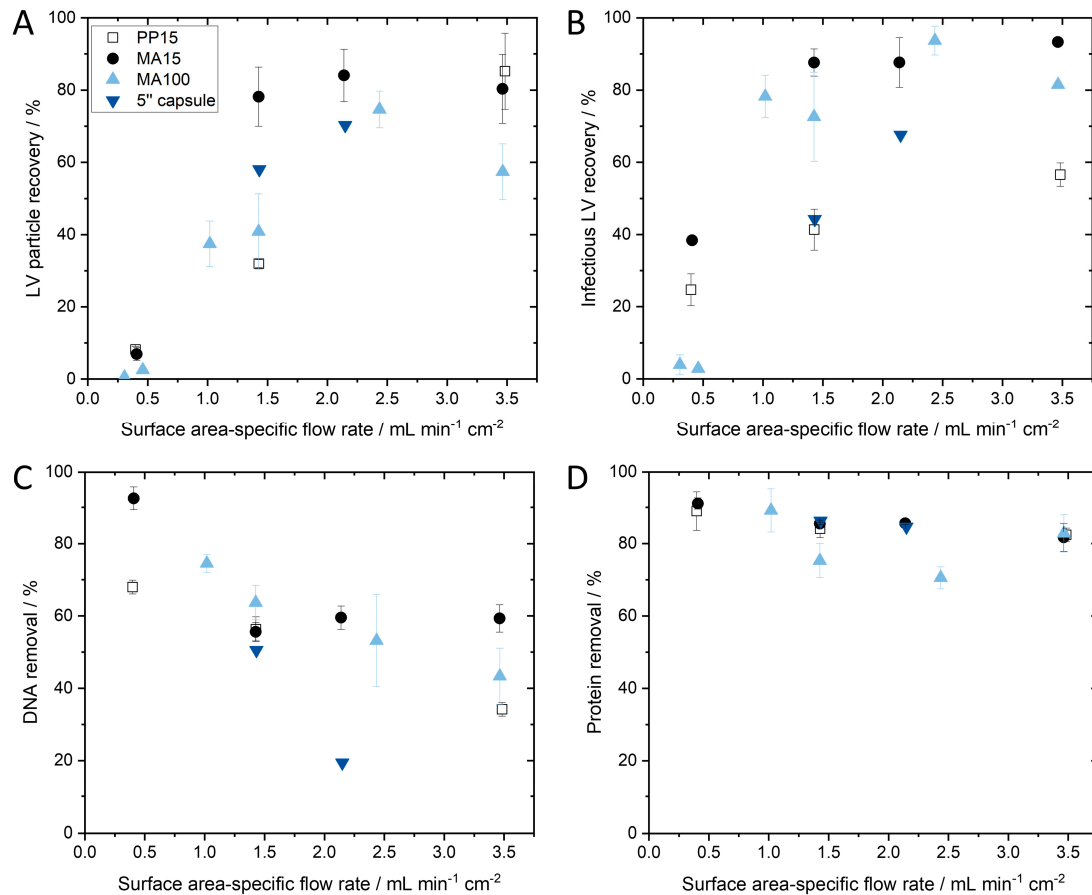 A
PP15
MA15
MA100
5" capsule
LV particle recovery / %
100
80
60
40
20
0
0.0 0.5 1.0 1.5 2.0 2.5 3.0 3.5
Surface area-specific flow rate / mL min⁻¹ cm⁻²
B
Infectious LV recovery / %
100
80
60
40
20
0
0.0 0.5 1.0 1.5 2.0 2.5 3.0 3.5
Surface area-specific flow rate / mL min⁻¹ cm⁻²
C
DNA removal / %
100
80
60
40
20
0
0.0 0.5 1.0 1.5 2.0 2.5 3.0 3.5
Surface area-specific flow rate / mL min⁻¹ cm⁻²
D
Protein removal / %
100
80
60
40
20
0
0.0 0.5 1.0 1.5 2.0 2.5 3.0 3.5
Surface area-specific flow rate / mL min⁻¹ cm⁻²